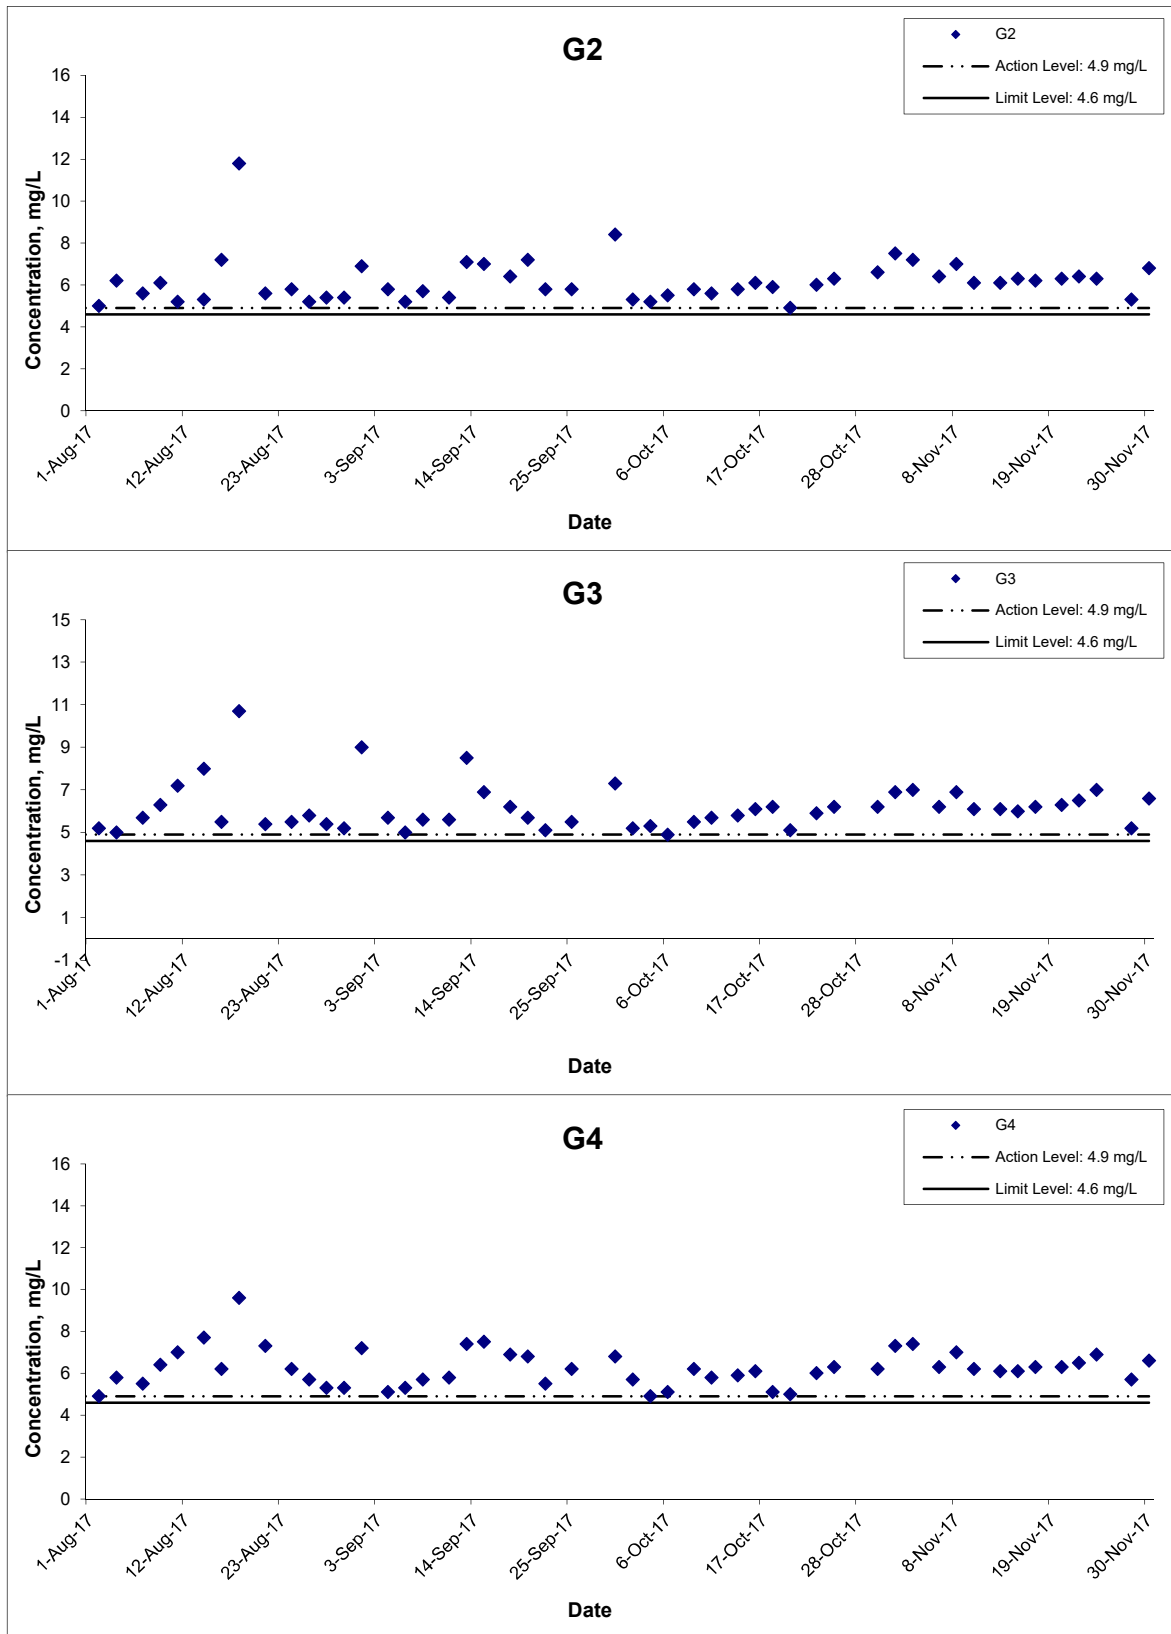 G2
G2
Action Level: 4.9 mg/L
Limit Level: 4.6 mg/L
Concentration, mg/L
16
14
12
10
8
6
4
2
0
1-Aug-17
12-Aug-17
23-Aug-17
3-Sep-17
14-Sep-17
25-Sep-17
6-Oct-17
17-Oct-17
28-Oct-17
8-Nov-17
19-Nov-17
30-Nov-17
Date
G3
G3
Action Level: 4.9 mg/L
Limit Level: 4.6 mg/L
Concentration, mg/L
15
13
11
9
7
5
3
1
-1
1-Aug-17
12-Aug-17
23-Aug-17
3-Sep-17
14-Sep-17
25-Sep-17
6-Oct-17
17-Oct-17
28-Oct-17
8-Nov-17
19-Nov-17
30-Nov-17
Date
G4
G4
Action Level: 4.9 mg/L
Limit Level: 4.6 mg/L
Concentration, mg/L
16
14
12
10
8
6
4
2
0
1-Aug-17
12-Aug-17
23-Aug-17
3-Sep-17
14-Sep-17
25-Sep-17
6-Oct-17
17-Oct-17
28-Oct-17
8-Nov-17
19-Nov-17
30-Nov-17
Date